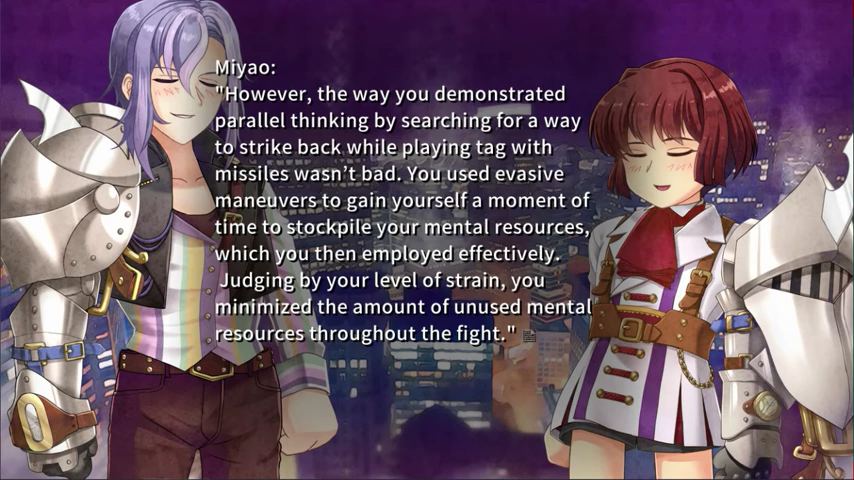 Miyao:
"However, the way you demonstrated
parallel thinking by searching for a way
to strike back while playing tag with
missiles wasn’t bad. You used evasive
maneuvers to gain yourself a moment of
time to stockpile your mental resources,
which you then employed effectively.
Judging by your level of strain, you
minimized the amount of unused mental
resources throughout the fight."